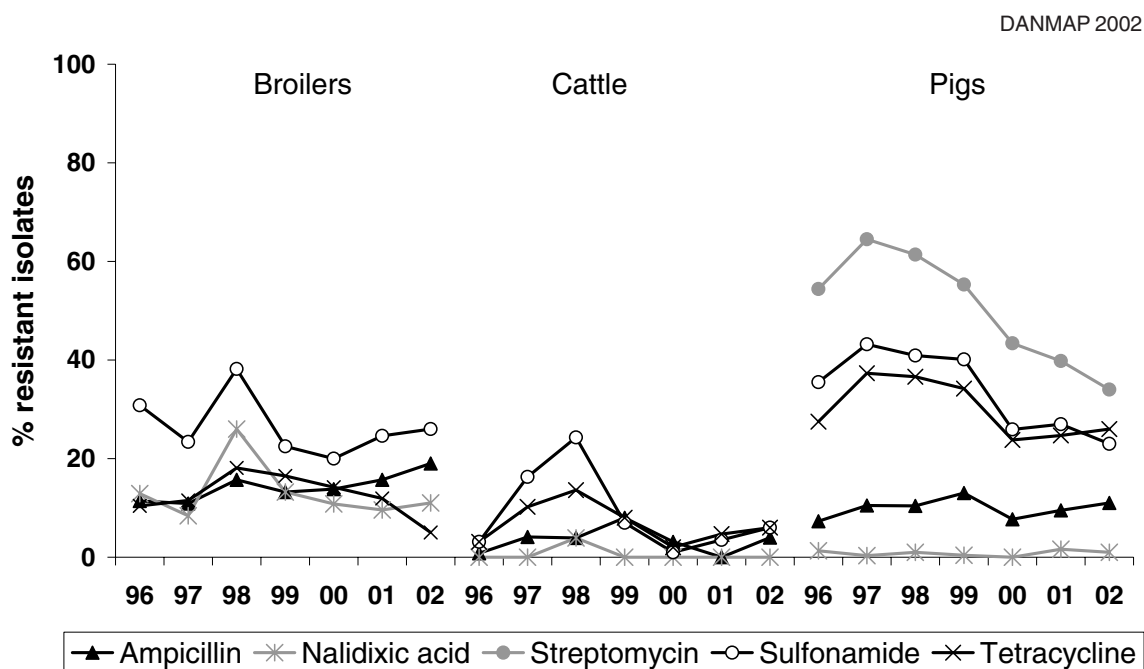 DANMAP 2002
Broilers Cattle Pigs
% resistant isolates
100
80
60
40
20
0
96 97 98 99 00 01 02 96 97 98 99 00 01 02 96 97 98 99 00 01 02
Ampicillin Nalidixic acid Streptomycin Sulfonamide Tetracycline